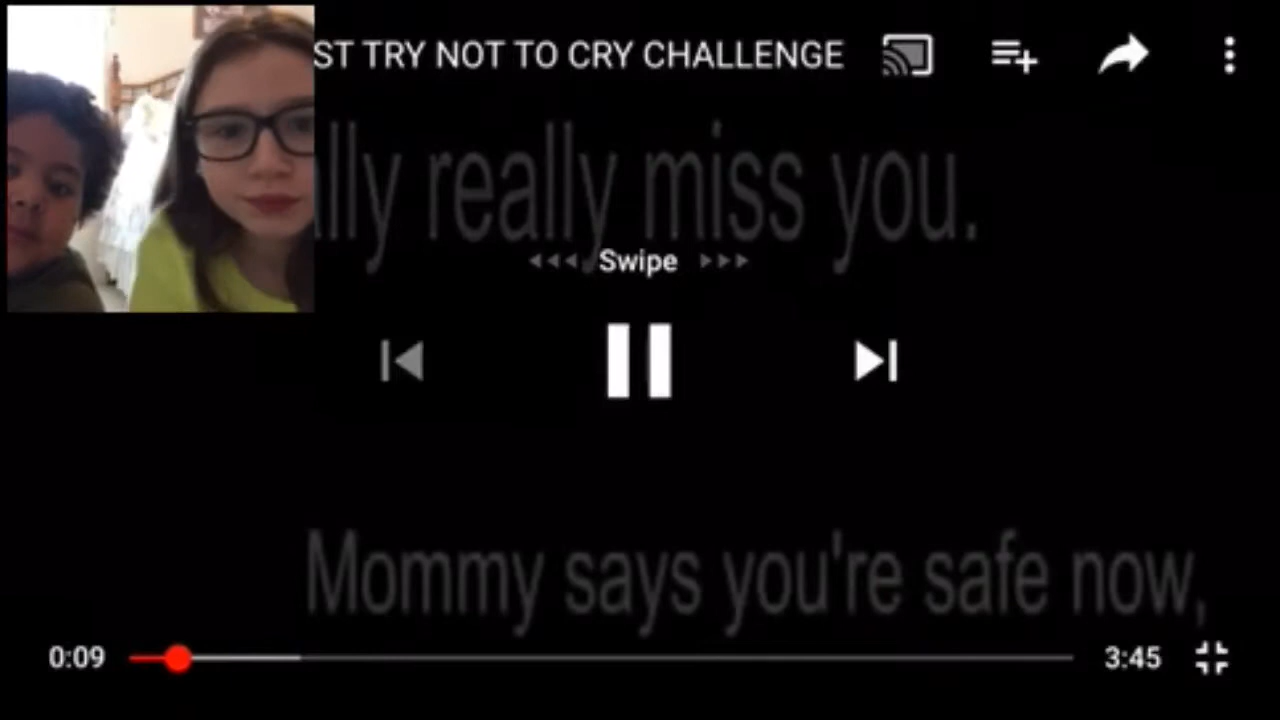 ST TRY NOT TO CRY CHALLENGE
lly really miss you.
Swipe
Mommy says you're safe now,
0:09
3:45